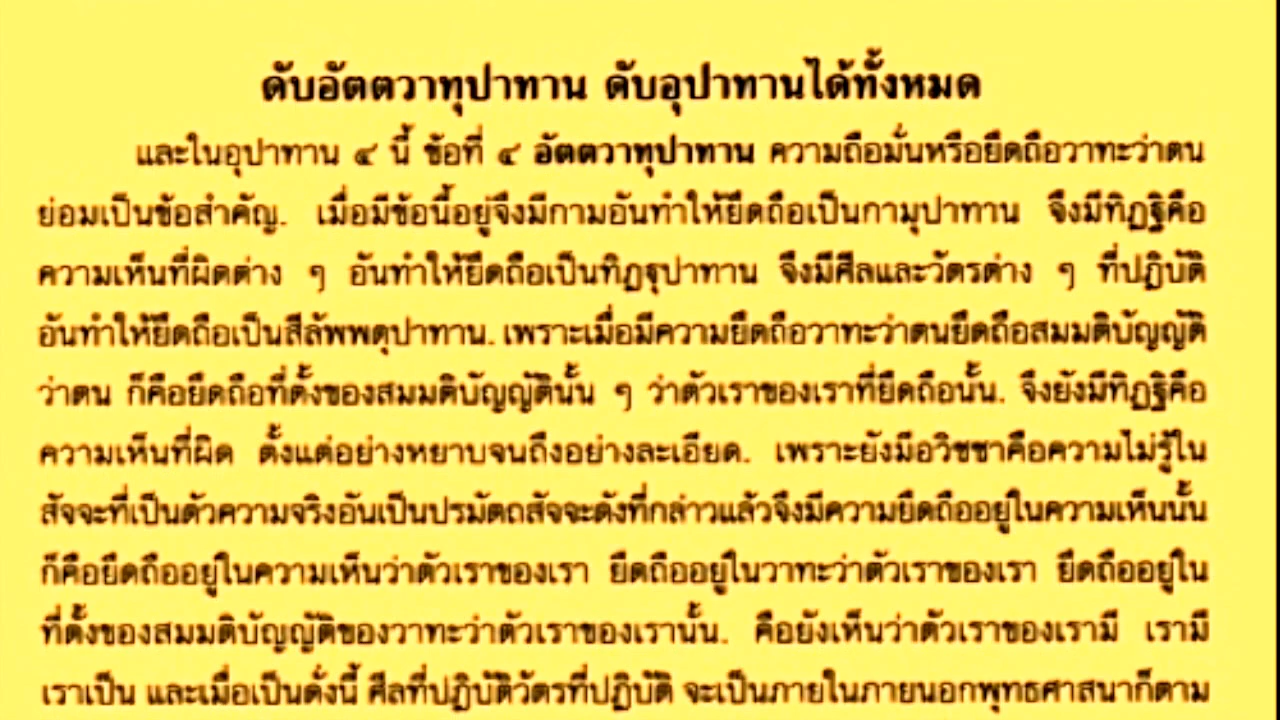 ดับอัตตวาทุปาทาน ดับอุปาทานได้ทั้งหมด
และในอุปาทาน ๔ นี้ ข้อที่ ๔ อัตตวาทุปาทาน ความถือมั่นหรือยึดถือวาทะว่าตน
ย่อมเป็นข้อสำคัญ. เมื่อมีข้อนี้อยู่จึงมีกามอันทำให้ยึดถือเป็นกามุปาทาน จึงมีทิฏฐิคือ
ความเห็นที่ผิดต่าง ๆ อันทำให้ยึดถือเป็นทิฏฐุปาทาน จึงมีศีลและวัตรต่าง ๆ ที่ปฏิบัติ
อันทำให้ยึดถือเป็นสีลัพพตุปาทาน. เพราะเมื่อมีความยึดถือวาทะว่าตนยึดถือสมมติบัญญัติ
ว่าตน ก็คือยึดถือที่ตั้งของสมมติบัญญัตินั้น ๆ ว่าตัวเราของเราที่ยึดถือนั้น. จึงยังมีทิฏฐิคือ
ความเห็นที่ผิด ตั้งแต่อย่างหยาบจนถึงอย่างละเอียด. เพราะยังมีอวิชชาคือความไม่รู้ใน
สัจจะที่เป็นตัวความจริงอันเป็นปรมัตถสัจจะดังที่กล่าวแล้วจึงมีความยึดถืออยู่ในความเห็นนั้น
ก็คือยึดถืออยู่ในความเห็นว่าตัวเราของเรา ยึดถืออยู่ในวาทะว่าตัวเราของเรา ยึดถืออยู่ใน
ที่ตั้งของสมมติบัญญัติของวาทะว่าตัวเราของเรานั้น. คือยังเห็นว่าตัวเราของเรามี เรามี
เราเป็น และเมื่อเป็นดั่งนี้ ศีลที่ปฏิบัติวัตรที่ปฏิบัติ จะเป็นภายในภายนอกพุทธศาสนาก็ตาม